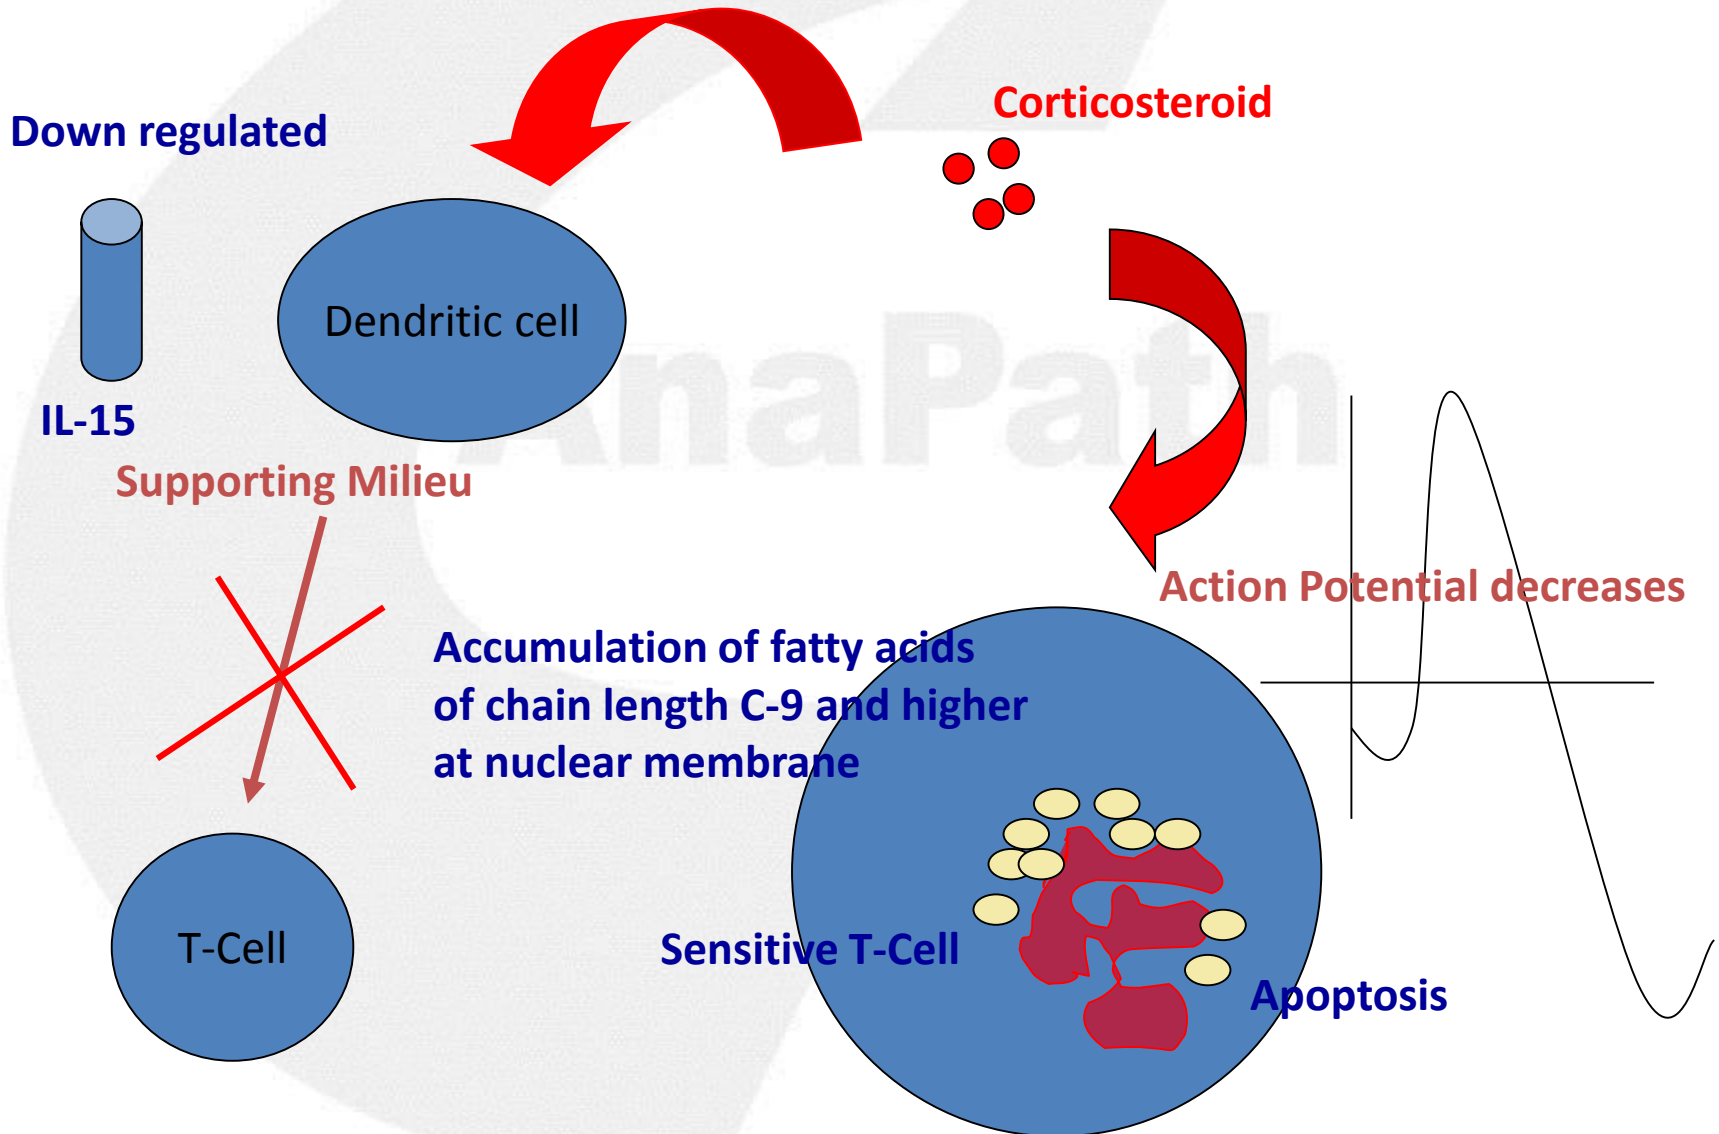 Corticosteroid
Down regulated
Dendritic cell
IL-15
AnaPath
Supporting Milieu
Action Potential decreases
Accumulation of fatty acids
of chain length C-9 and higher
at nuclear membrane
T-Cell
Sensitive T-Cell
Apoptosis